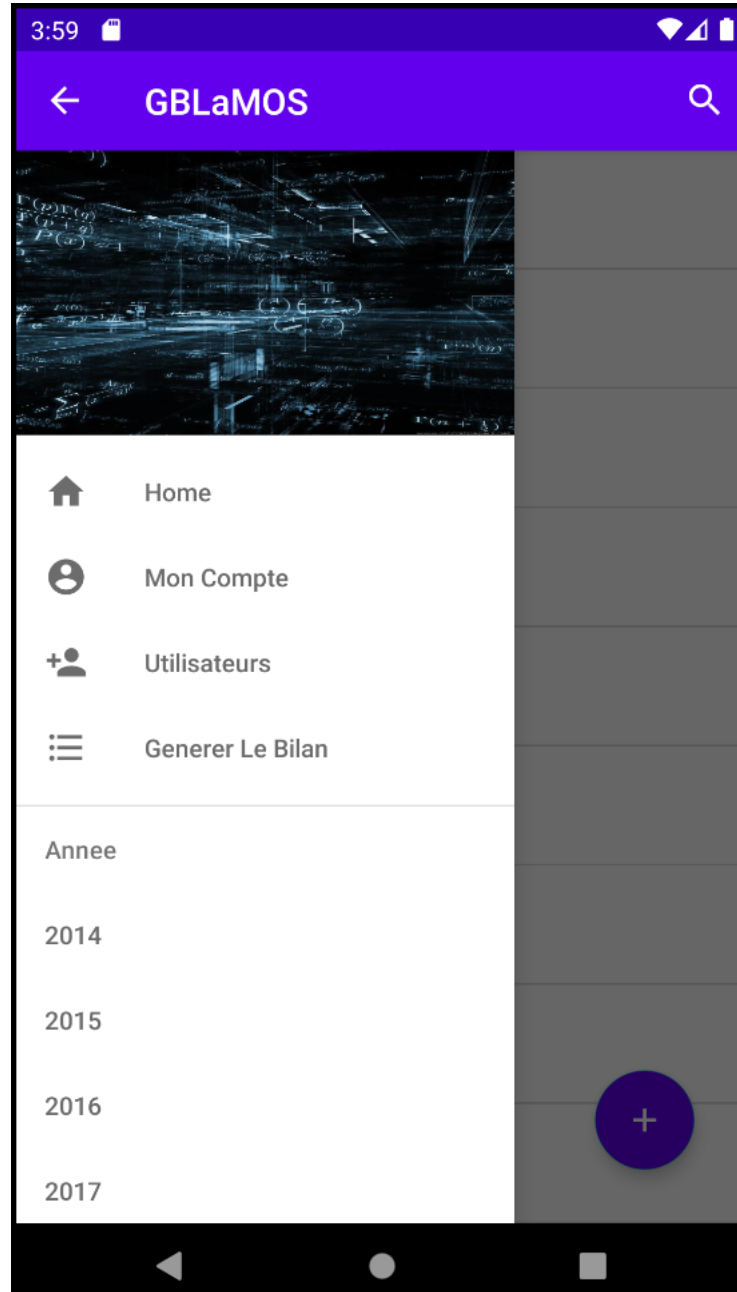 3:59
GBLaMOS
Home
Mon Compte
Utilisateurs
Generer Le Bilan
Annee
2014
2015
2016
2017